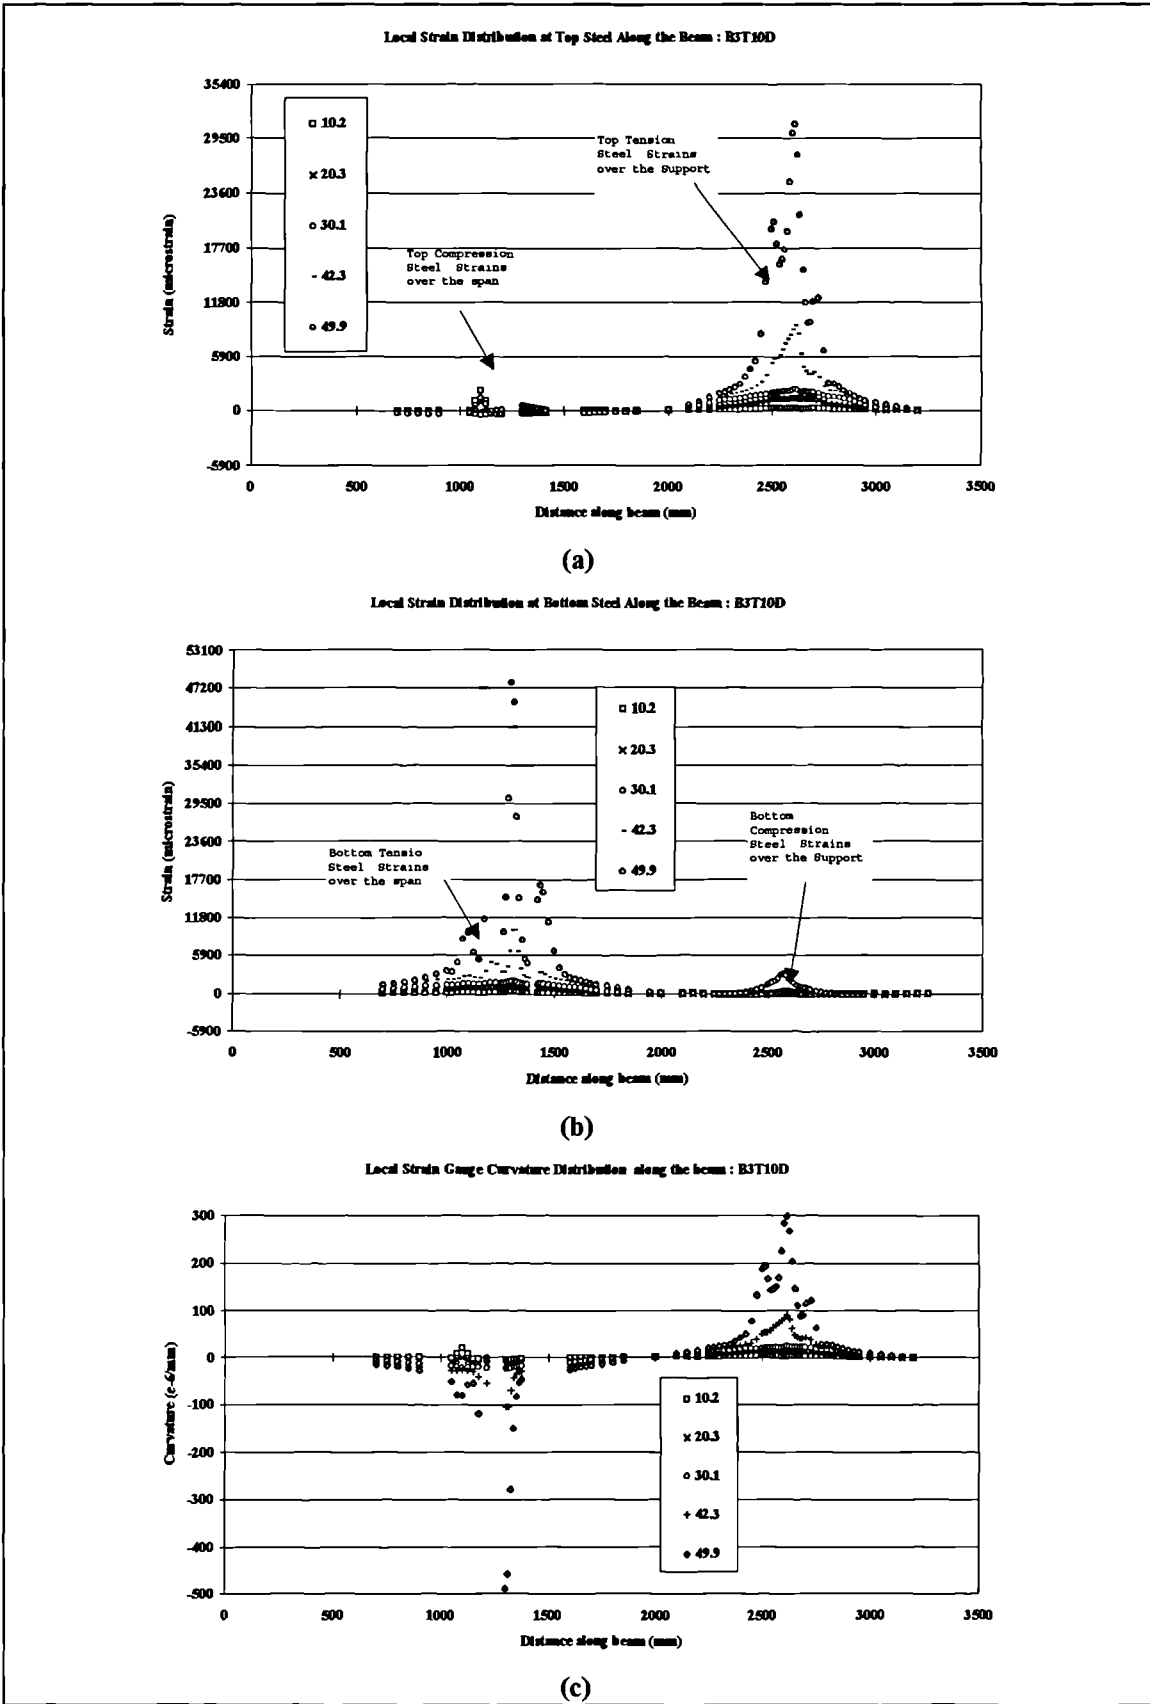 Local Strain Distribution at Top Steel Along the Beam : B3T10D
35400
29500
23600
17700
11800
5900
0
-5900
Strain (microstrain)
10.2
20.3
30.1
42.3
49.9
Top Compression
Steel Strains
over the span
Top Tension
Steel Strains
over the Support
0 500 1000 1500 2000 2500 3000 3500
Distance along beam (mm)
(a)
Local Strain Distribution at Bottom Steel Along the Beam : B3T10D
53100
47200
41300
35400
29500
23600
17700
11800
5900
0
-5900
Strain (microstrain)
Bottom Tensio
Steel Strains
over the span
10.2
20.3
30.1
42.3
49.9
Bottom
Compression
Steel Strains
over the Support
0 500 1000 1500 2000 2500 3000 3500
Distance along beam (mm)
(b)
Local Strain Gauge Curvature Distribution along the beam : B3T10D
300
200
100
0
-100
-200
-300
-400
-500
Curvature (e-6/mm)
10.2
20.3
30.1
42.3
49.9
0 500 1000 1500 2000 2500 3000 3500
Distance along beam (mm)
(c)